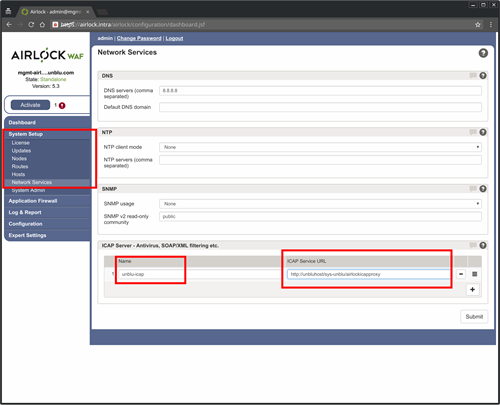 Airlock - admin@mgmt
https://airlock.intra/airlock/configuration/dashboard.jsf
admin | Change Password | Logout
AIRLOCK WAF
mgmt-airl....unblu.com
State: Standalone
Version: 5.3
Activate 1
Dashboard
System Setup
License
Updates
Nodes
Routes
Hosts
Network Services
System Admin
Application Firewall
Log & Report
Configuration
Expert Settings
Network Services
DNS
DNS servers (comma separated) 8.8.8.8
Default DNS domain
NTP
NTP client mode None
NTP servers (comma separated)
SNMP
SNMP usage None
SNMP v2 read-only community public
ICAP Server - Antivirus, SOAP/XML filtering etc.
Name ICAP Service URL
1 unblu-icap http://unbluhost/sys-unblu/airlock/icapproxy
Submit